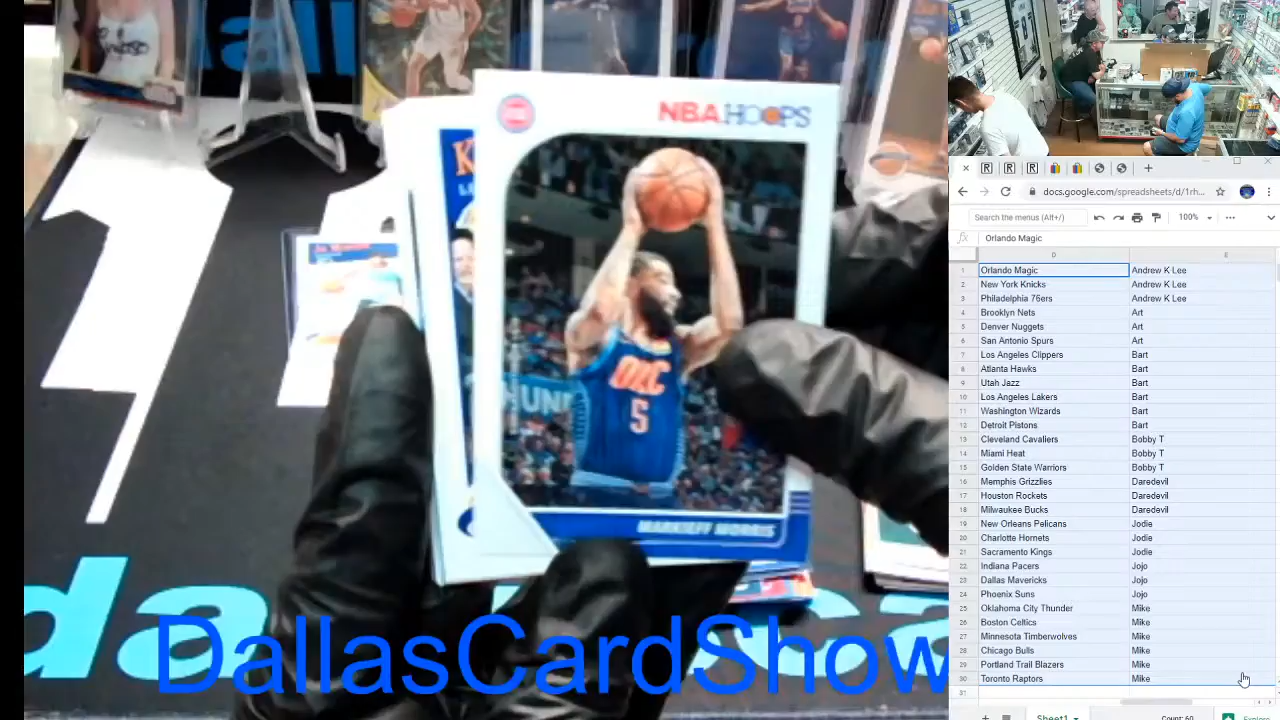 NBA HOOPS
OKC
5
THUN
MARKIEFF MORRIS
DallasCardShow
docs.google.com/spreadsheets/d/1rh...
Search the menus (Alt+/)
100%
fx Orlando Magic
D E
1 Orlando Magic Andrew K Lee
2 New York Knicks Andrew K Lee
3 Philadelphia 76ers Andrew K Lee
4 Brooklyn Nets Art
5 Denver Nuggets Art
6 San Antonio Spurs Art
7 Los Angeles Clippers Bart
8 Atlanta Hawks Bart
9 Utah Jazz Bart
10 Los Angeles Lakers Bart
11 Washington Wizards Bart
12 Detroit Pistons Bart
13 Cleveland Cavaliers Bobby T
14 Miami Heat Bobby T
15 Golden State Warriors Bobby T
16 Memphis Grizzlies Daredevil
17 Houston Rockets Daredevil
18 Milwaukee Bucks Daredevil
19 New Orleans Pelicans Jodie
20 Charlotte Hornets Jodie
21 Sacramento Kings Jodie
22 Indiana Pacers Jojo
23 Dallas Mavericks Jojo
24 Phoenix Suns Jojo
25 Oklahoma City Thunder Mike
26 Boston Celtics Mike
27 Minnesota Timberwolves Mike
28 Chicago Bulls Mike
29 Portland Trail Blazers Mike
30 Toronto Raptors Mike
31
Sheet1 Count: 60 Explore